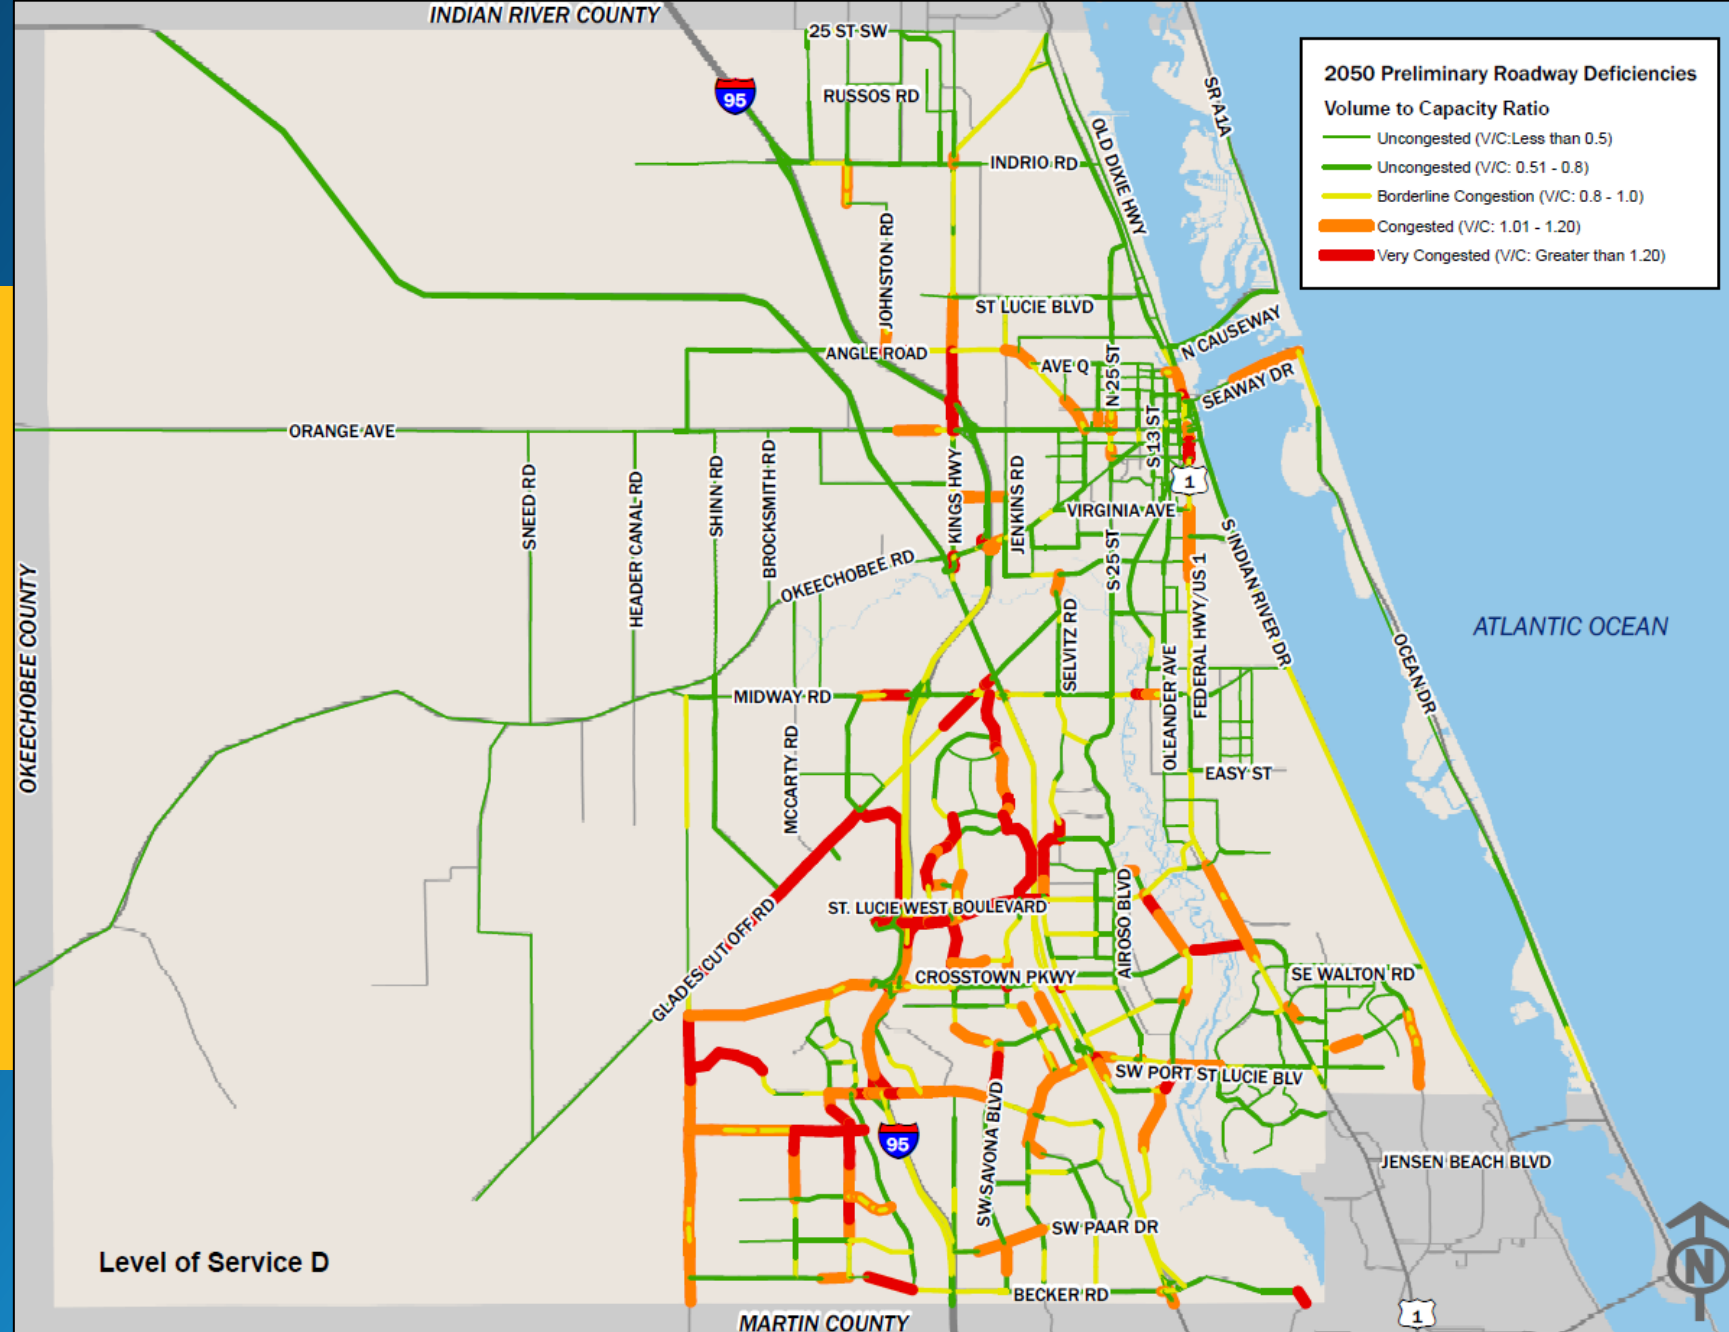 INDIAN RIVER COUNTY
25 ST SW
95
RUSSOS RD
SR A1A
2050 Preliminary Roadway Deficiencies
Volume to Capacity Ratio
Uncongested (V/C:Less than 0.5)
Uncongested (V/C: 0.51 - 0.8)
Borderline Congestion (V/C: 0.8 - 1.0)
Congested (V/C: 1.01 - 1.20)
Very Congested (V/C: Greater than 1.20)
OLD DIXIE HWY
INDRIO RD
JOHNSTON RD
ST LUCIE BLVD
N CAUSEWAY
ANGLE ROAD
AVE Q
N 25 ST
SEAWAY DR
ORANGE AVE
S 13 ST
SNEED RD
HEADER CANAL RD
SHINN RD
BROCKSMITH RD
KINGS HWY
JENKINS RD
1
VIRGINIA AVE
S 25 ST
S INDIAN RIVER DR
OKEECHOBEE RD
OKEECHOBEE COUNTY
SELVITZ RD
OLEANDER AVE
FEDERAL HWY/US 1
ATLANTIC OCEAN
OCEAN DR
MIDWAY RD
MCCARTY RD
EASY ST
ST. LUCIE WEST BOULEVARD
AIROSO BLVD
GLADES CUT OFF RD
CROSSTOWN PKWY
SE WALTON RD
SW PORT ST LUCIE BLV
SW SAVONA BLVD
95
JENSEN BEACH BLVD
SW PAAR DR
Level of Service D
BECKER RD
N
1
MARTIN COUNTY